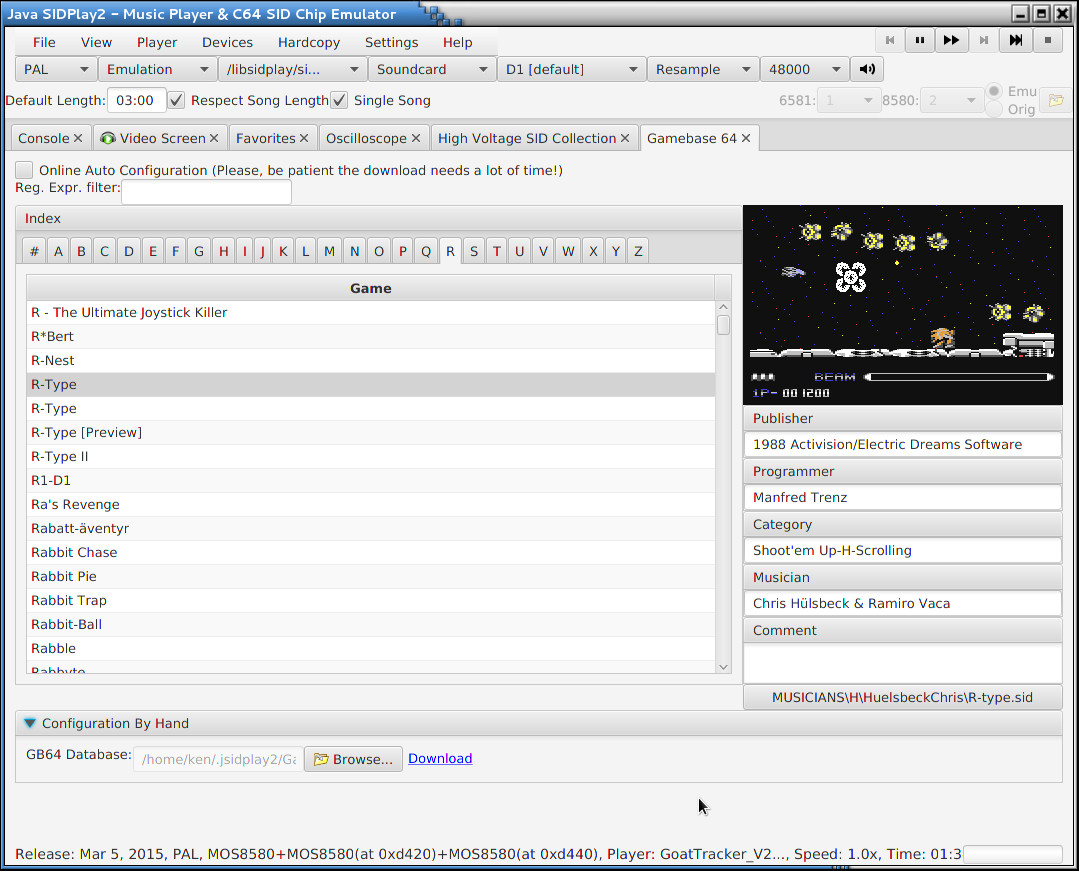 Java SIDPlay2 - Music Player & C64 SID Chip Emulator
File View Player Devices Hardcopy Settings Help
PAL Emulation /libsidplay/si... Soundcard D1 [default] Resample 48000
Default Length: 03:00 Respect Song Length Single Song 6581: 1 8580: 2 Emu
Orig
Console Video Screen Favorites Oscilloscope High Voltage SID Collection Gamebase 64
Online Auto Configuration (Please, be patient the download needs a lot of time!)
Reg. Expr. filter:
Index
# A B C D E F G H I J K L M N O P Q R S T U V W X Y Z
Game
R - The Ultimate Joystick Killer
R*Bert
R-Nest
R-Type
R-Type
R-Type [Preview]
R-Type II
R1-D1
Ra's Revenge
Rabatt-äventyr
Rabbit Chase
Rabbit Pie
Rabbit Trap
Rabbit-Ball
Rabble
Rabbyte
BEAM
1P- 001200
Publisher
1988 Activision/Electric Dreams Software
Programmer
Manfred Trenz
Category
Shoot'em Up-H-Scrolling
Musician
Chris Hülsbeck & Ramiro Vaca
Comment
MUSICIANS\H\HuelsbeckChris\R-type.sid
Configuration By Hand
GB64 Database: /home/ken/.jsidplay2/Ga Browse... Download
Release: Mar 5, 2015, PAL, MOS8580+MOS8580(at 0xd420)+MOS8580(at 0xd440), Player: GoatTracker_V2..., Speed: 1.0x, Time: 01:3